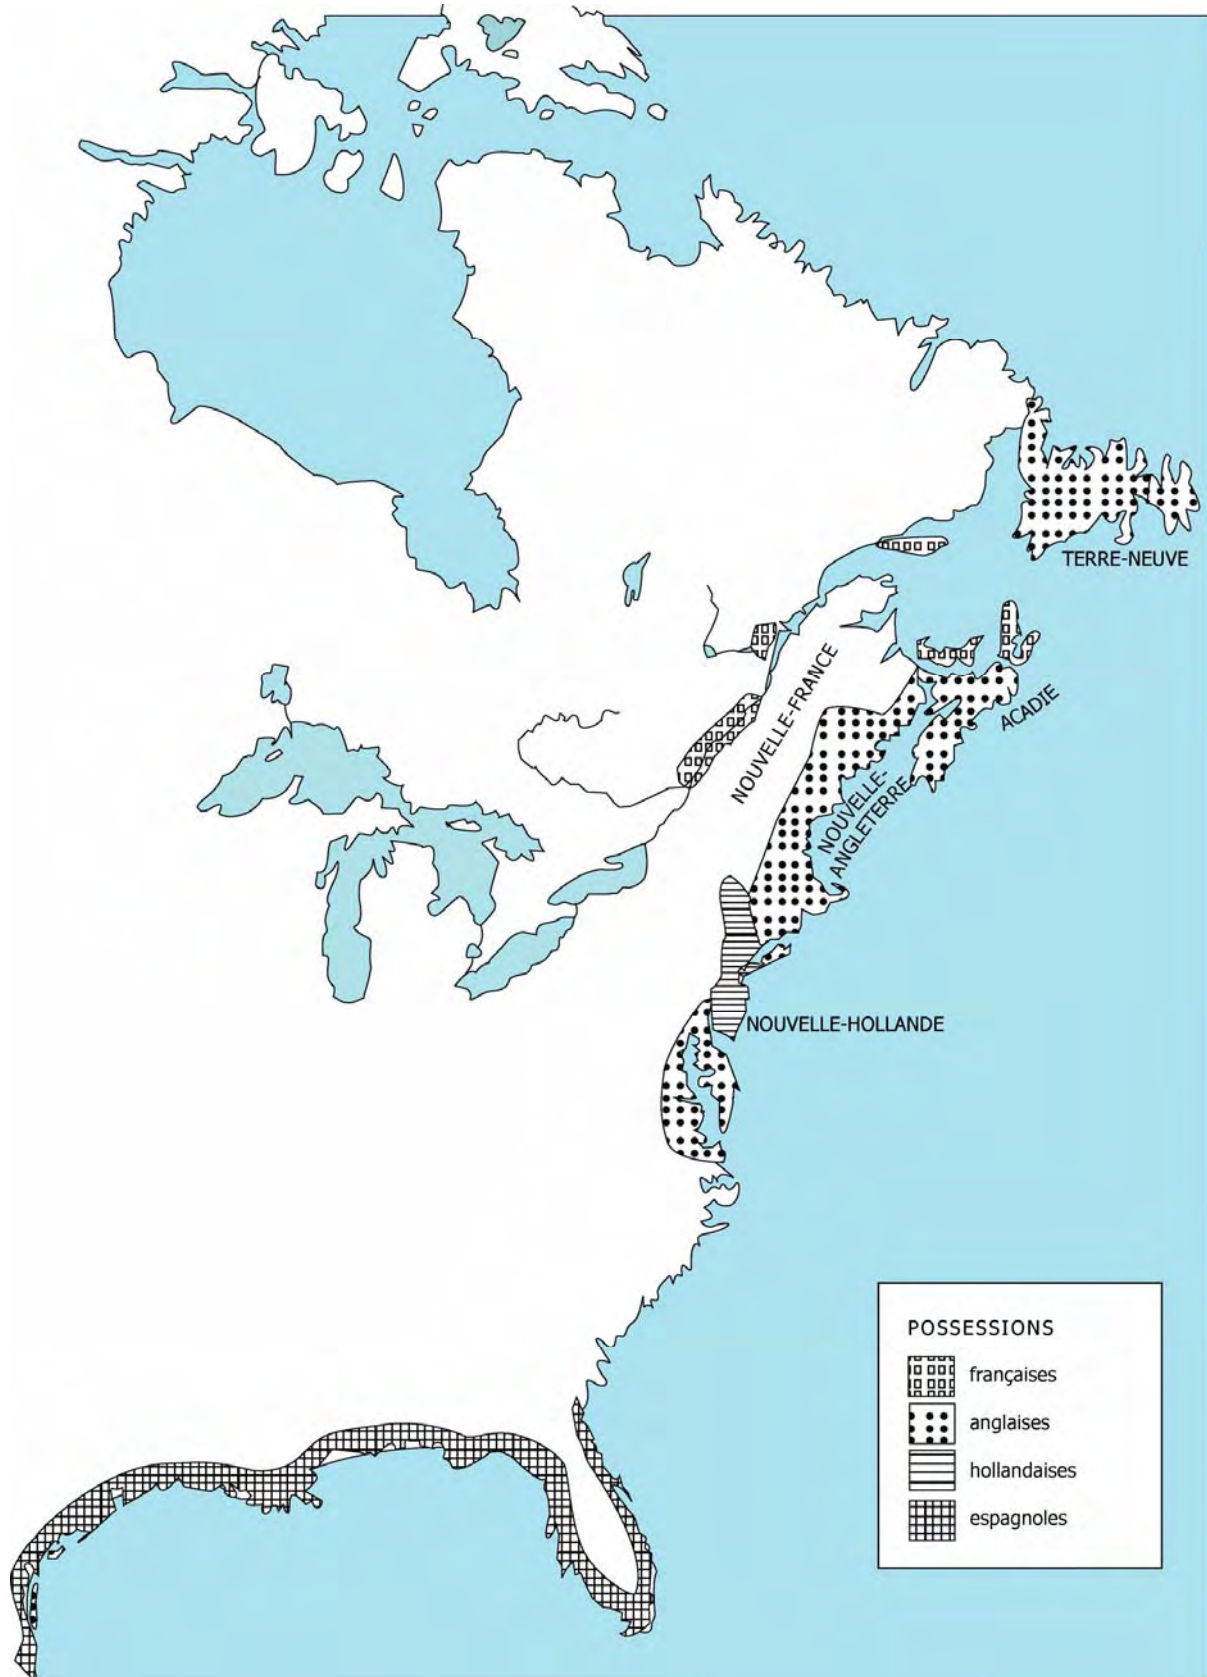 TERRE-NEUVE
NOUVELLE-FRANCE
ACADIE
NOUVELLE-
ANGLETERRE
NOUVELLE-HOLLANDE
POSSESSIONS
françaises
anglaises
hollandaises
espagnoles